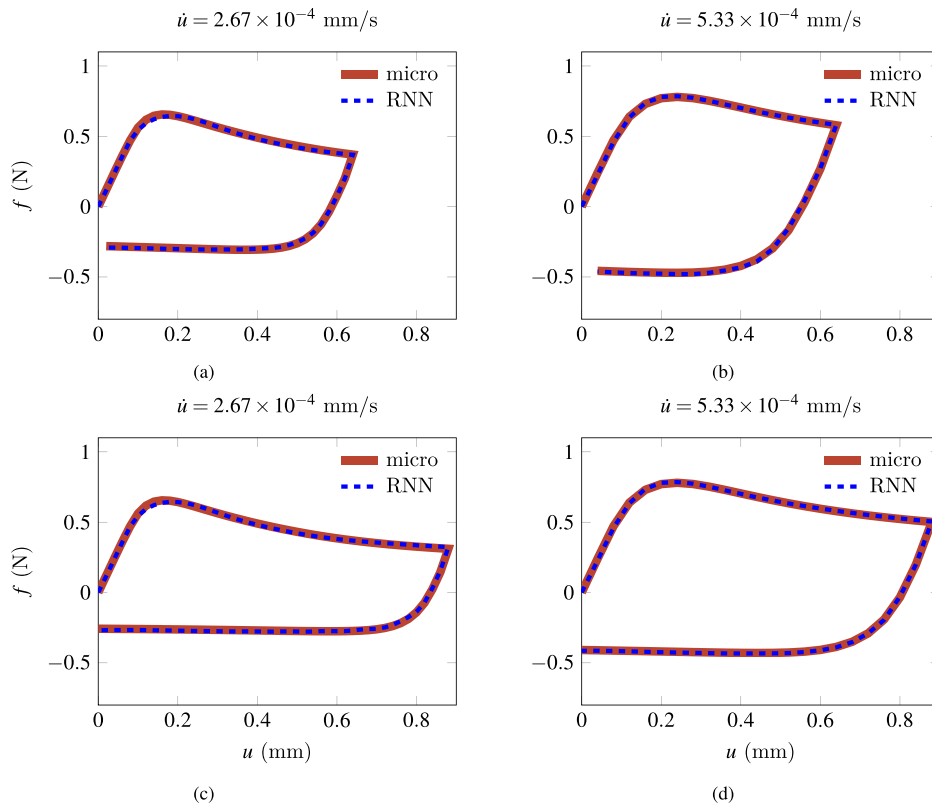 u̇ = 2.67 × 10⁻⁴ mm/s
u̇ = 5.33 × 10⁻⁴ mm/s
1
0.5
0
−0.5
f (N)
micro
RNN
0 0.2 0.4 0.6 0.8
(a)
1
0.5
0
−0.5
micro
RNN
0 0.2 0.4 0.6 0.8
(b)
u̇ = 2.67 × 10⁻⁴ mm/s
u̇ = 5.33 × 10⁻⁴ mm/s
1
0.5
0
−0.5
f (N)
micro
RNN
0 0.2 0.4 0.6 0.8
u (mm)
(c)
1
0.5
0
−0.5
micro
RNN
0 0.2 0.4 0.6 0.8
u (mm)
(d)